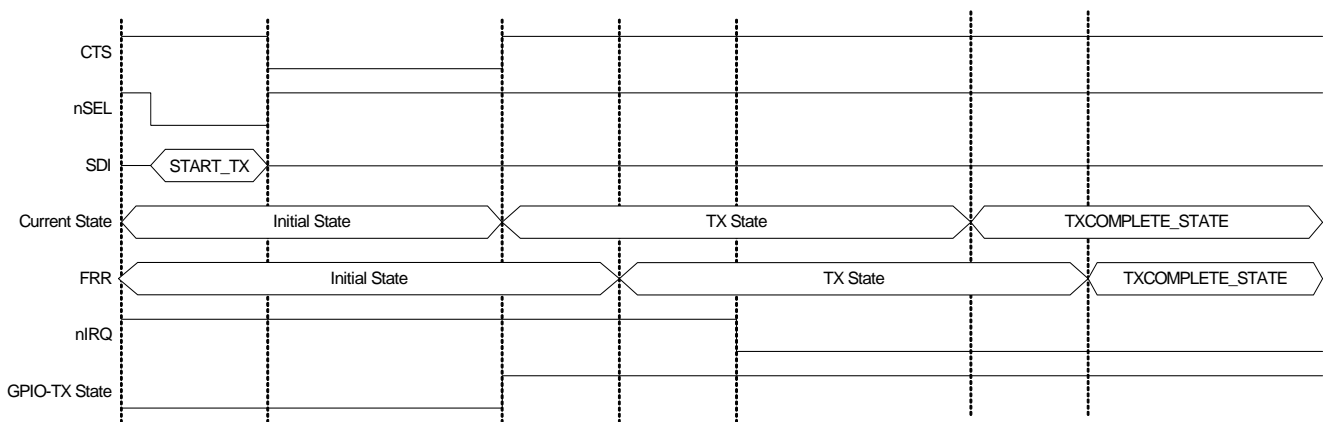 CTS
nSEL
SDI START_TX
Current State Initial State TX State TXCOMPLETE_STATE
FRR Initial State TX State TXCOMPLETE_STATE
nIRQ
GPIO-TX State